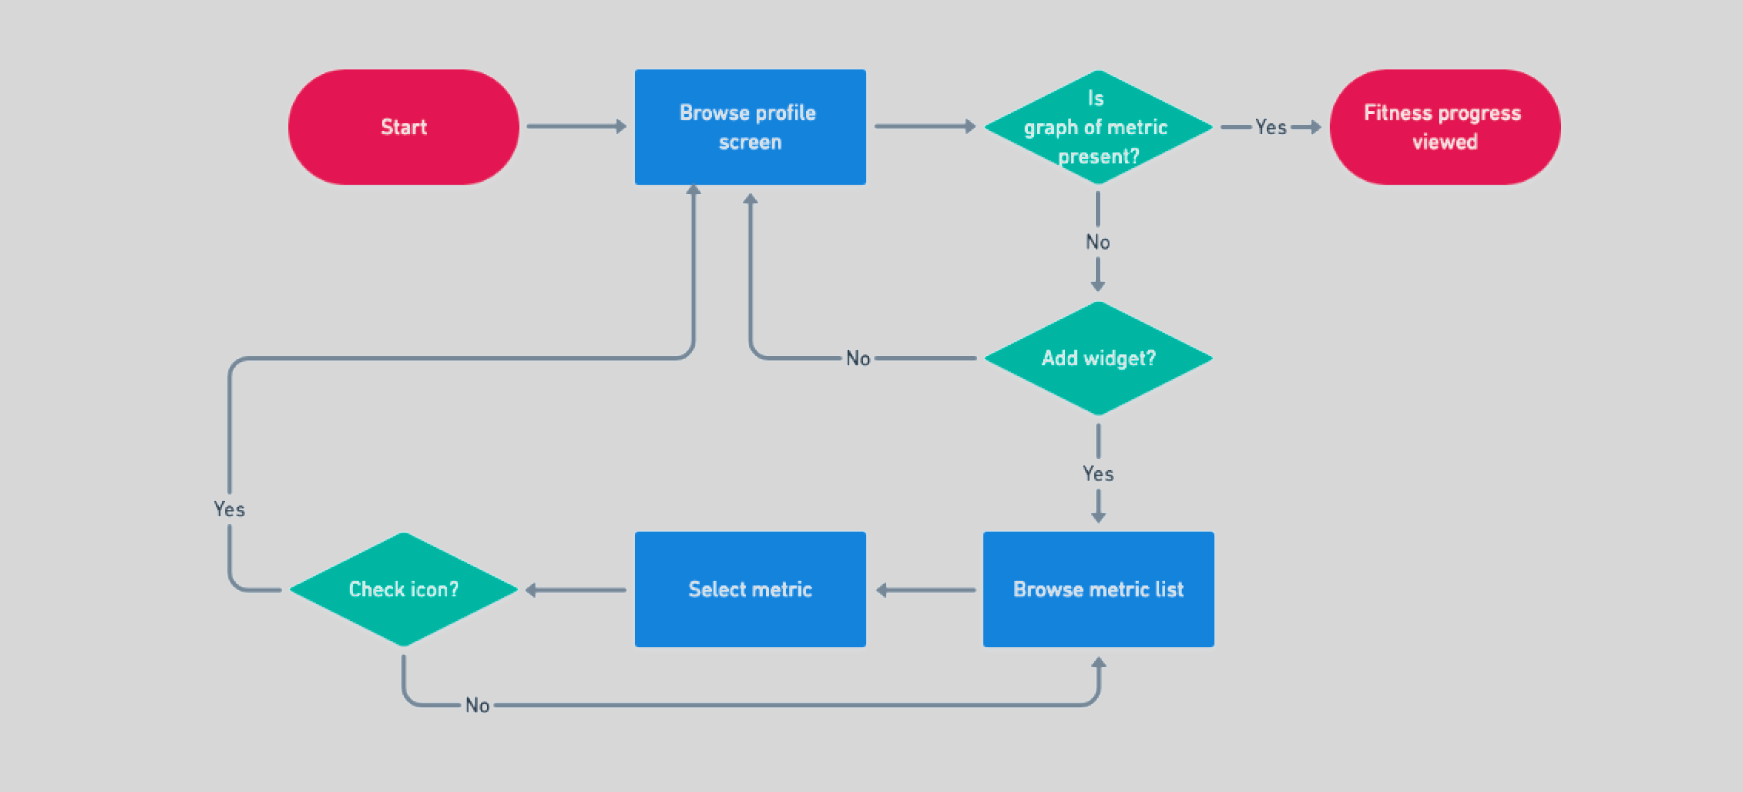 Start
Browse profile
screen
Is
graph of metric
present?
Yes
Fitness progress
viewed
No
No
Add widget?
Yes
Yes
Check icon?
Select metric
Browse metric list
No